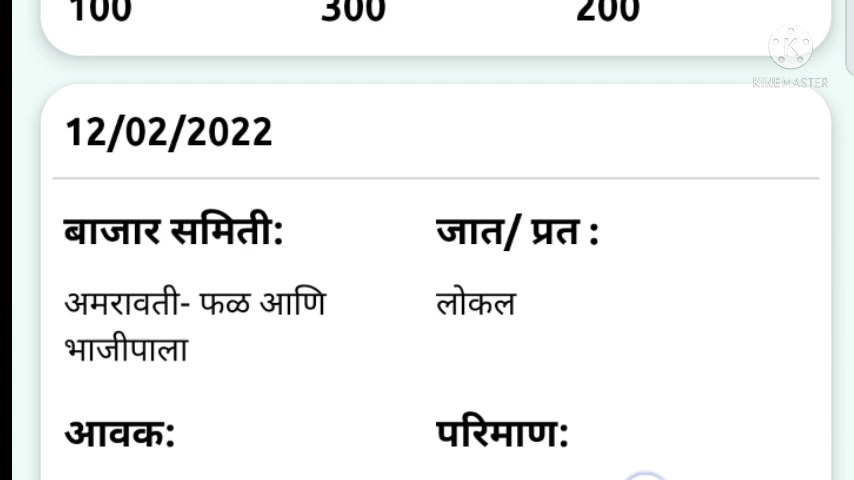 100 300 200
KINEMASTER
12/02/2022
बाजार समिती: जात/ प्रत :
अमरावती- फळ आणि लोकल
भाजीपाला
आवक: परिमाण: